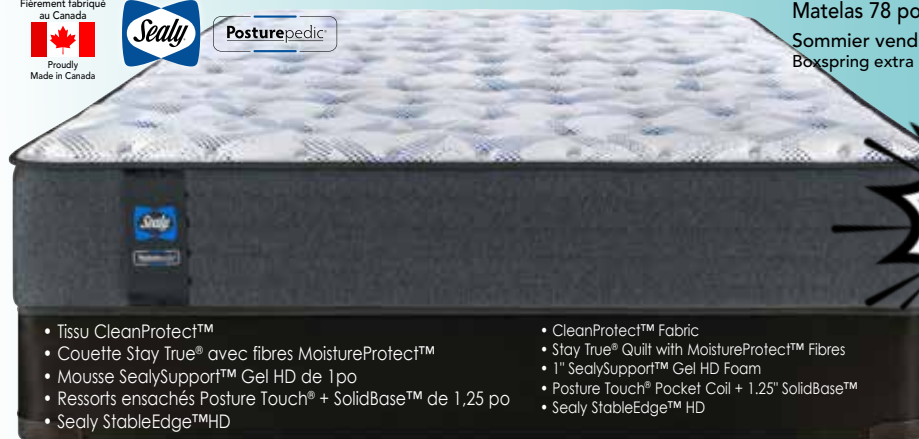 Fièrement fabriqué
au Canada
Proudly
Made in Canada
Sealy
Posturepedic
Matelas 78 po
Sommier vend
Boxspring extra
Sealy
• Tissu CleanProtect™
• Couette Stay True® avec fibres MoistureProtect™
• Mousse SealySupport™ Gel HD de 1po
• Ressorts ensachés Posture Touch® + SolidBase™ de 1,25 po
• Sealy StableEdge™HD
• CleanProtect™ Fabric
• Stay True® Quilt with MoistureProtect™ Fibres
• 1" SealySupport™ Gel HD Foam
• Posture Touch® Pocket Coil + 1.25" SolidBase™
• Sealy StableEdge™ HD